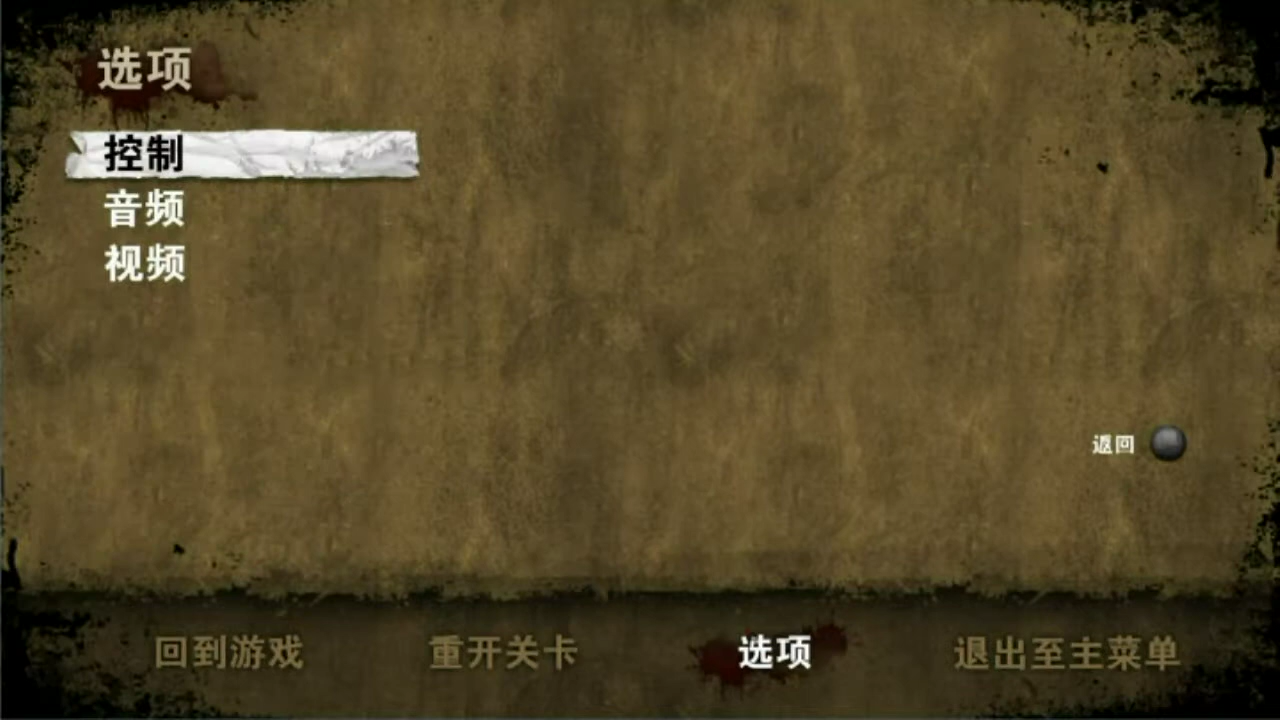 选项
控制
音频
视频
返回
回到游戏 重开关卡 选项 退出至主菜单